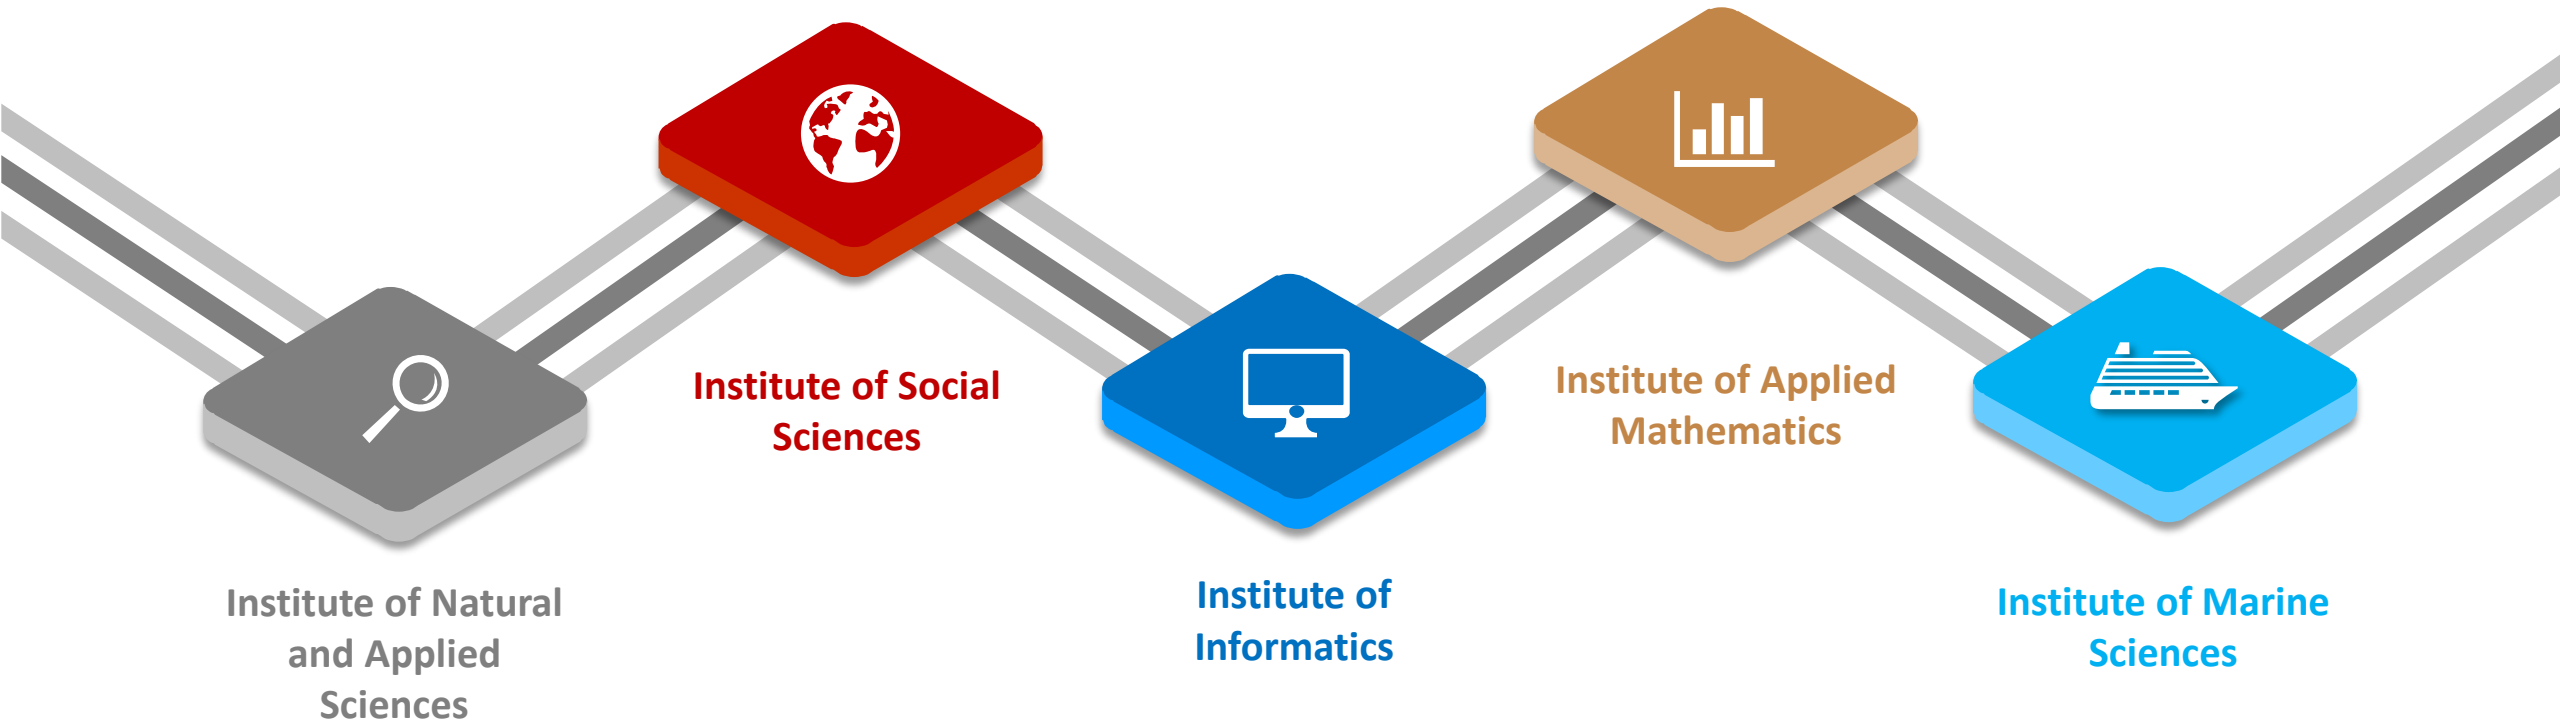 Institute of Natural
and Applied
Sciences
Institute of Social
Sciences
Institute of
Informatics
Institute of Applied
Mathematics
Institute of Marine
Sciences